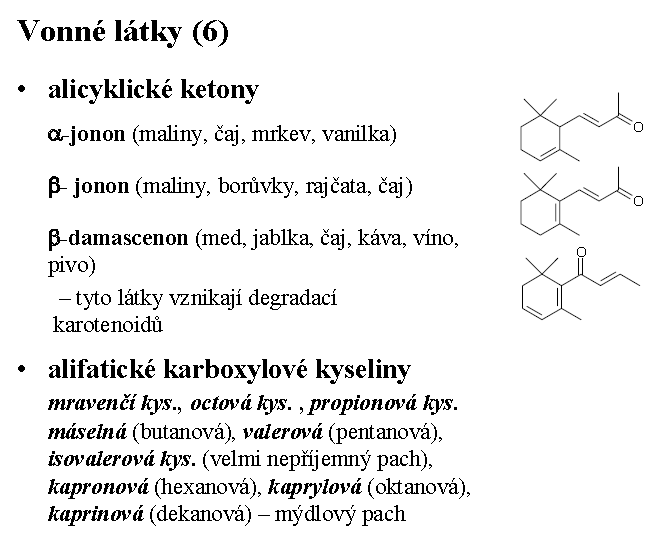 Vonné látky (6)
• alicyklické ketony
α-jonon (maliny, čaj, mrkev, vanilka)
β- jonon (maliny, borůvky, rajčata, čaj)
β-damascenon (med, jablka, čaj, káva, víno,
pivo)
– tyto látky vznikají degradací
karotenoidů
O
O
O
• alifatické karboxylové kyseliny
mravenčí kys., octová kys. , propionová kys.
máselná (butanová), valerová (pentanová),
isovalerová kys. (velmi nepříjemný pach),
kapronová (hexanová), kaprylová (oktanová),
kaprinová (dekanová) – mýdlový pach